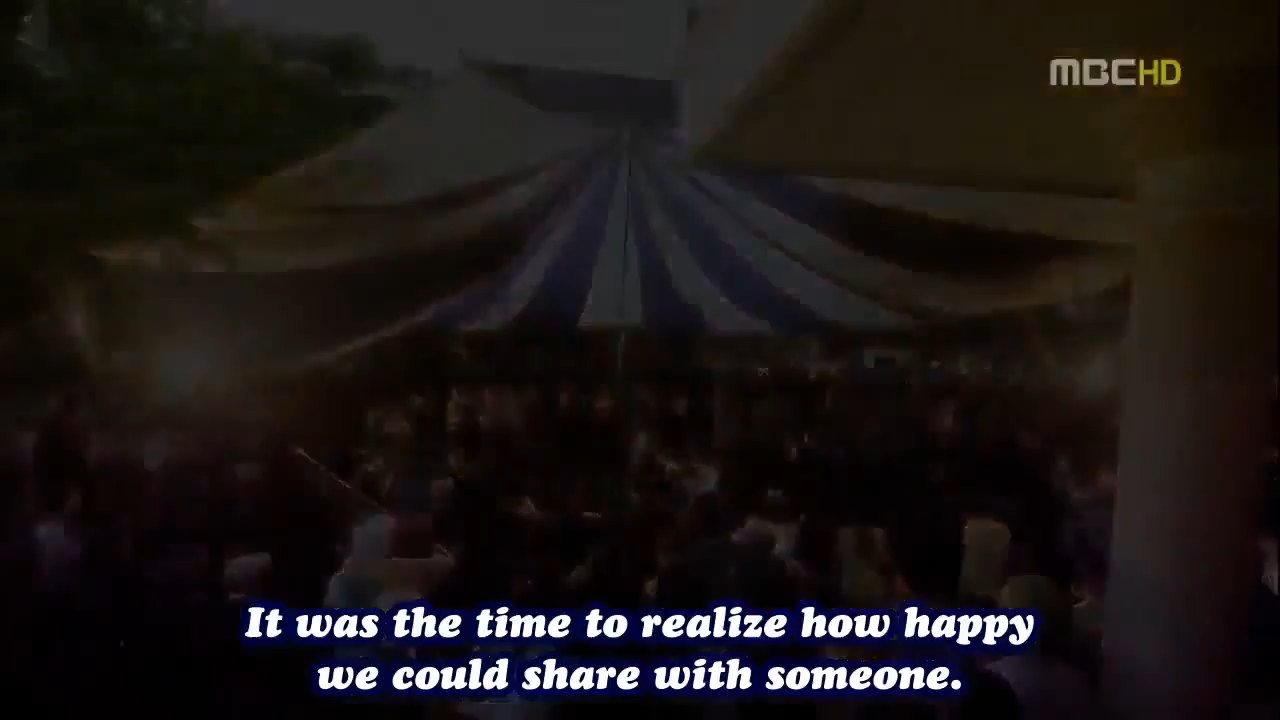 MBCHD
It was the time to realize how happy
we could share with someone.